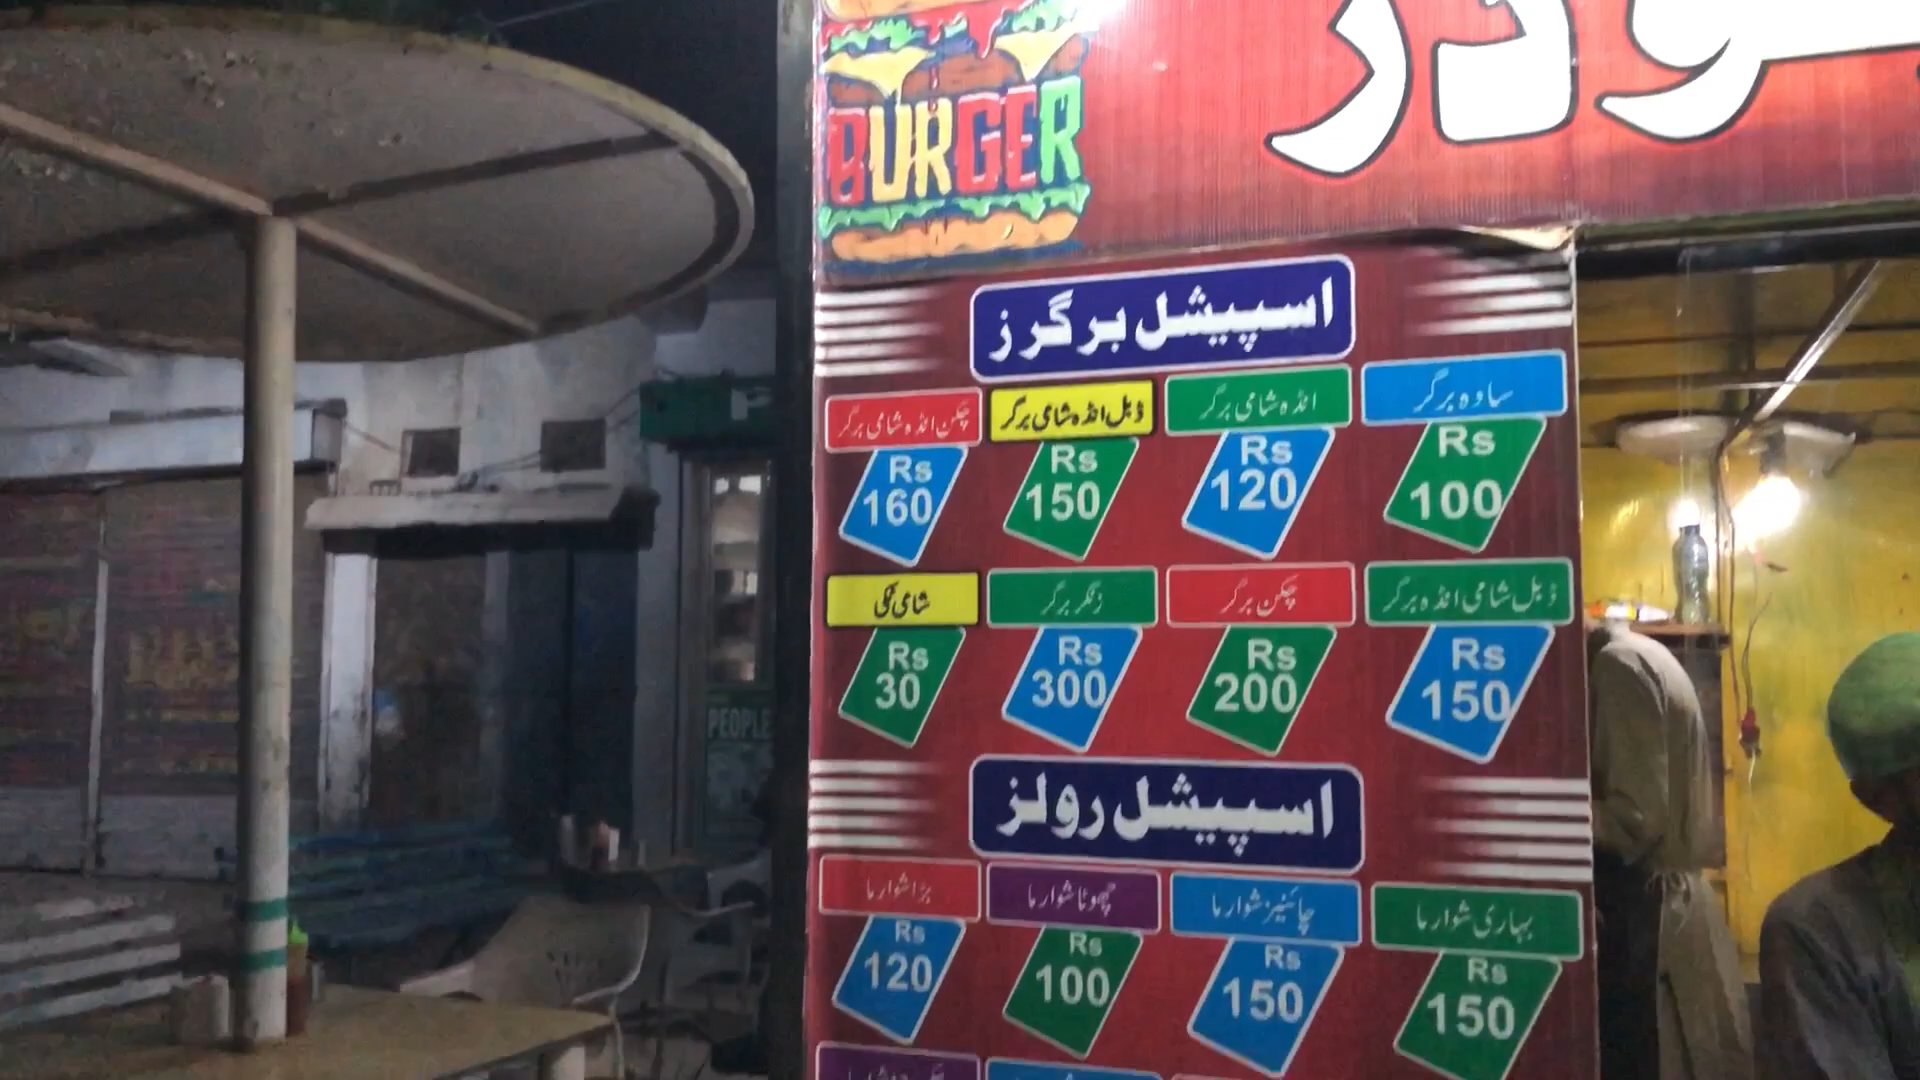 BURGER
اسپیشل برگرز
سادہ برگر
انڈہ شامی برگر
ڈبل انڈہ شامی برگر
چکن انڈہ شامی برگر
Rs 100
Rs 120
Rs 150
Rs 160
ڈبل شامی انڈہ برگر
چکن برگر
زنگر برگر
شامی ٹکی
Rs 150
Rs 200
Rs 300
Rs 30
اسپیشل رولز
بہاری شوارما
چائنیز شوارما
چھوٹا شوارما
بڑا شوارما
Rs 150
Rs 150
Rs 100
Rs 120
PEOPLE